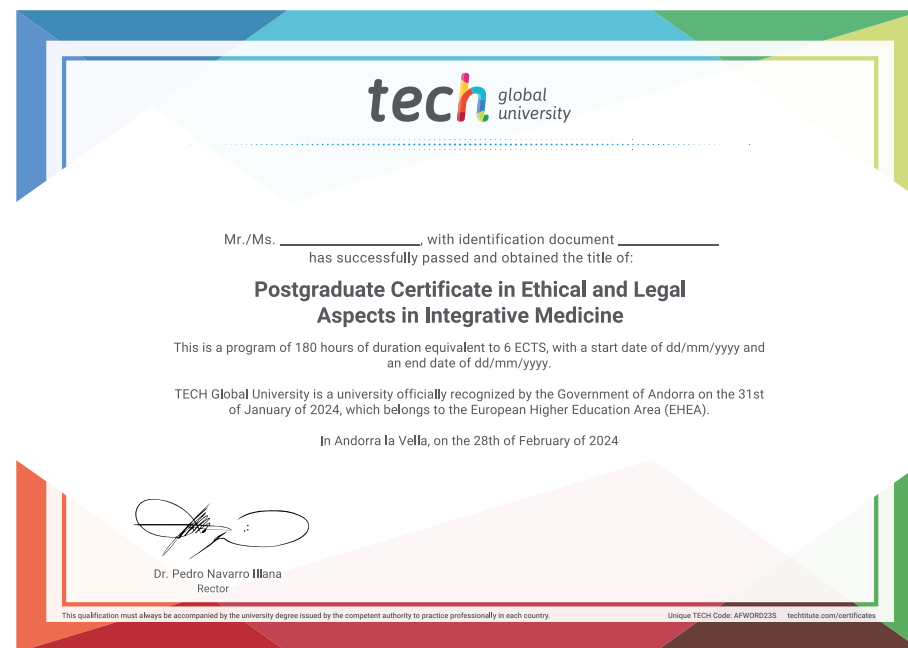 tech global
university
Mr./Ms. ____________________, with identification document ______________
has successfully passed and obtained the title of:
Postgraduate Certificate in Ethical and Legal
Aspects in Integrative Medicine
This is a program of 180 hours of duration equivalent to 6 ECTS, with a start date of dd/mm/yyyy and
an end date of dd/mm/yyyy.
TECH Global University is a university officially recognized by the Government of Andorra on the 31st
of January of 2024, which belongs to the European Higher Education Area (EHEA).
In Andorra la Vella, on the 28th of February of 2024
Dr. Pedro Navarro Illana
Rector
This qualification must always be accompanied by the university degree issued by the competent authority to practice professionally in each country.
Unique TECH Code: AFWORD23S techtitute.com/certificates